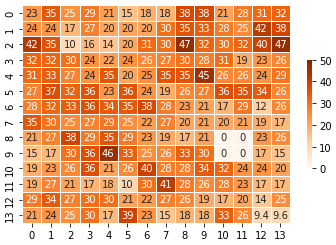 0 23 35 25 29 21 15 18 18 38 38 21 28 31 32
1 24 17 27 20 20 20 27 30 35 33 28 25 42 38
2 42 35 10 16 14 20 31 30 47 32 30 32 40 47
3 32 32 30 24 22 24 26 27 30 28 31 19 23 26
4 31 33 27 24 35 20 25 35 35 45 26 26 24 29
5 27 37 32 36 23 36 24 19 26 27 36 35 34 26
6 28 32 33 36 34 35 38 28 23 21 17 29 12 26
7 35 30 25 27 29 25 22 27 20 21 20 21 19 17
8 21 27 38 29 35 29 23 19 17 21 0 0 23 26
9 15 17 30 36 46 33 25 26 33 30 0 0 17 15
10 23 26 36 21 26 40 28 28 34 32 24 24 20
11 19 27 21 17 18 10 30 41 28 28 28 23 17 17
12 29 34 27 30 30 21 22 27 26 19 17 20 14 25
13 21 24 25 30 17 39 23 15 18 18 33 26 9.4 9.6
0 1 2 3 4 5 6 7 8 9 10 11 12 13
50
40
30
20
10
0